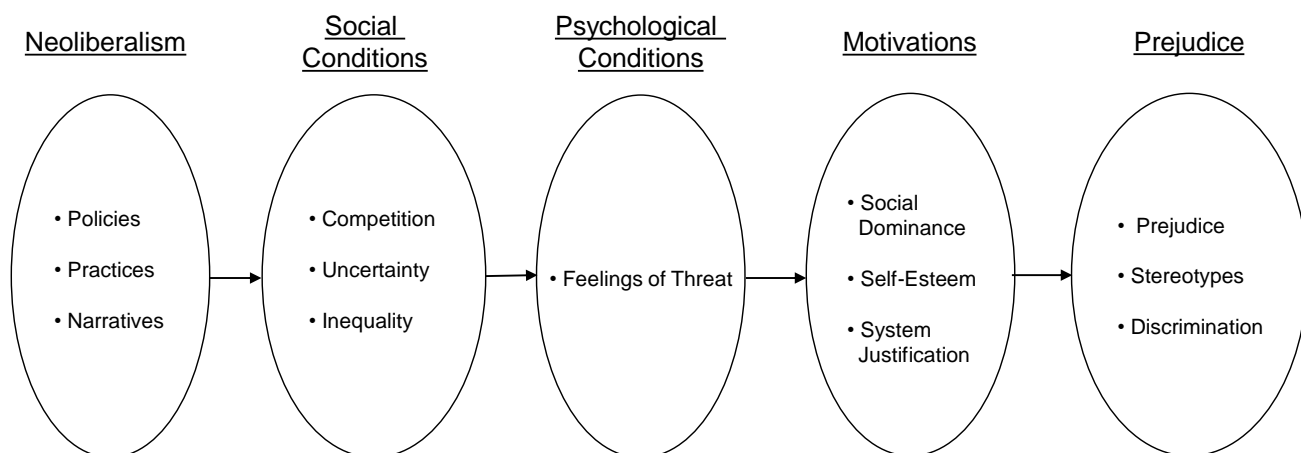 Neoliberalism
Social
Conditions
Psychological
Conditions
Motivations
Prejudice
• Policies
• Practices
• Narratives
• Competition
• Uncertainty
• Inequality
• Feelings of Threat
• Social
Dominance
• Self-Esteem
• System
Justification
• Prejudice
• Stereotypes
• Discrimination